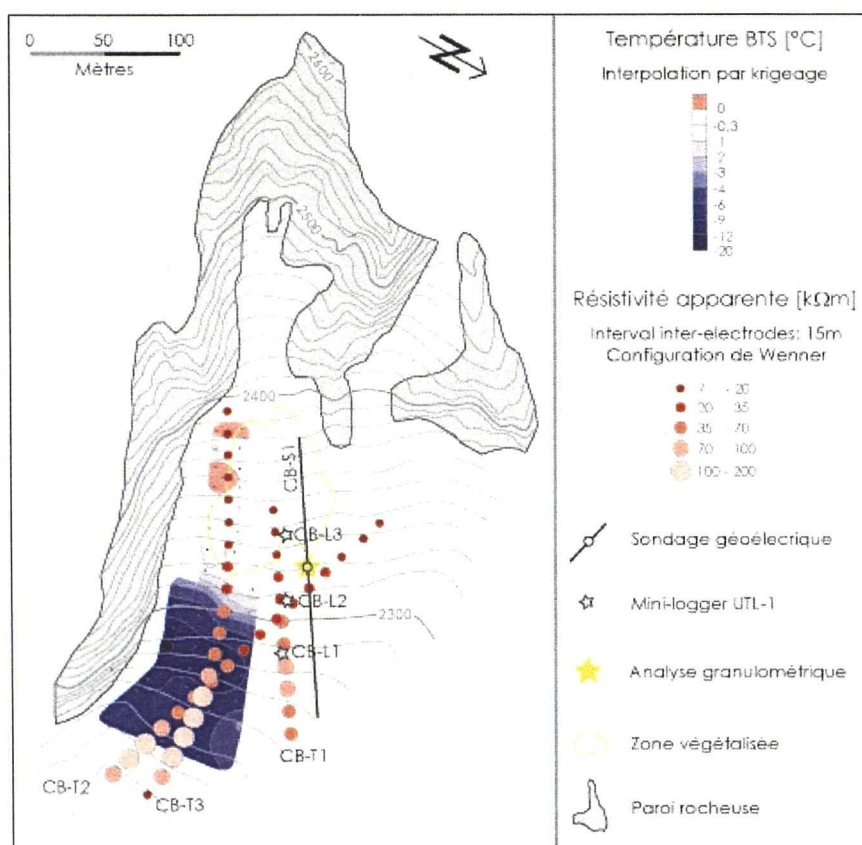 0 50 100
Mètres
N
2600
2500
2400
CB-S1
CB-L3
CB-L2
2300
CB-L1
CB-T1
CB-T2
CB-T3
Température BTS [°C]
Interpolation par krigeage
0
-0.3
-1
-2
-3
-4
-6
-9
-12
-20
Résistivité apparente [kΩm]
Interval inter-electrodes: 15m
Configuration de Wenner
7 - 20
20 - 35
35 - 70
70 - 100
100 - 200
Sondage géoélecrique
Mini-logger UTL-1
Analyse granulométrique
Zone végétalisée
Paroi rocheuse